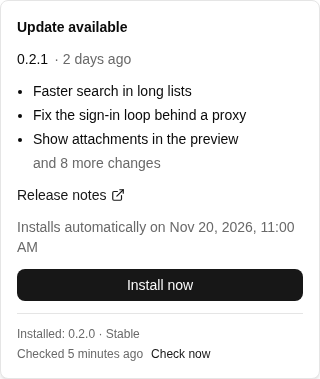 Update available
0.2.1 · 2 days ago
• Faster search in long lists
• Fix the sign-in loop behind a proxy
• Show attachments in the preview
and 8 more changes
Release notes
Installs automatically on Nov 20, 2026, 11:00
AM
Install now
Installed: 0.2.0 · Stable
Checked 5 minutes ago Check now